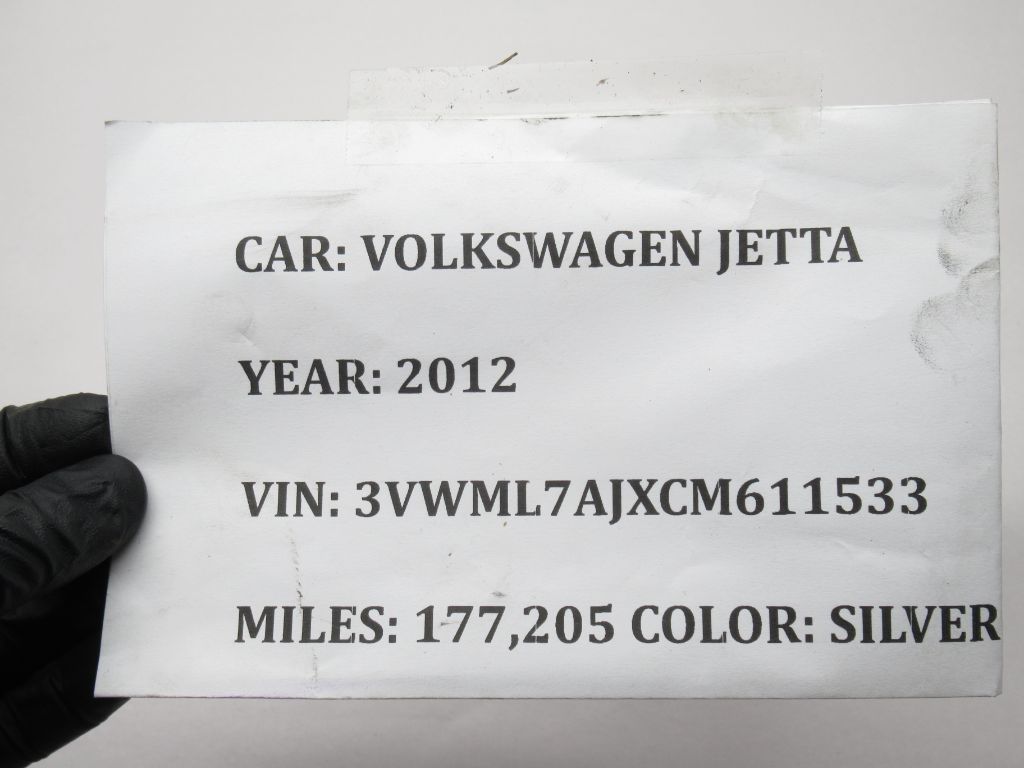 CAR: VOLKSWAGEN JETTA
YEAR: 2012
VIN: 3VWML7AJXCM611533
MILES: 177,205 COLOR: SILVER